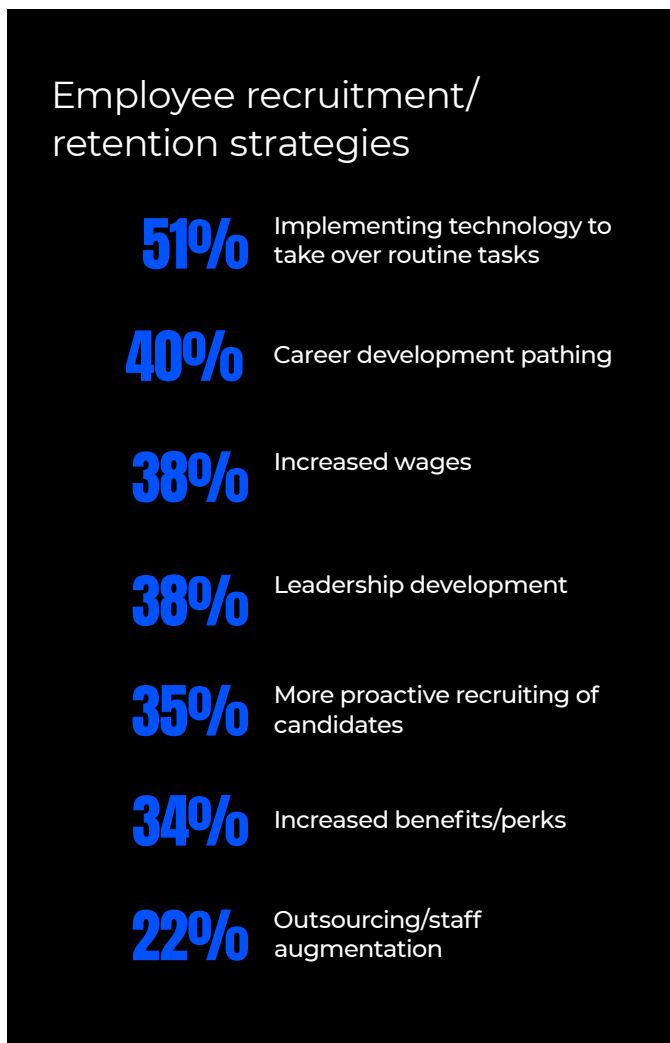 Employee recruitment/
retention strategies
51%
Implementing technology to
take over routine tasks
40%
Career development pathing
38%
Increased wages
38%
Leadership development
35%
More proactive recruiting of
candidates
34%
Increased benefits/perks
22%
Outsourcing/staff
augmentation